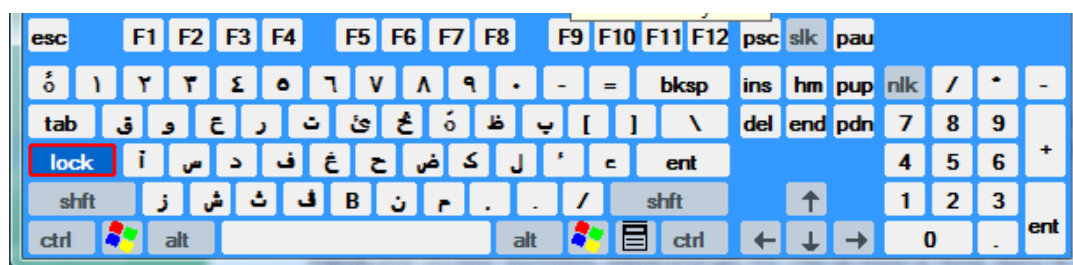 esc F1 F2 F3 F4 F5 F6 F7 F8 F9 F10 F11 F12 psc slk pau
١ ٢ ٣ ٤ ٥ ٦ ٧ ٨ ٩ ٠ - = bksp ins hm pup nlk / * -
tab ق و ع ر ت ئ ځ ظ پ [ ] \ del end pdn 7 8 9 +
lock آ س د ف غ ح ض ک ل ' ء ent 4 5 6
shft ز ش ث B ن م . . / shft ↑ 1 2 3 ent
ctrl alt alt ctrl ← ↓ → 0 .